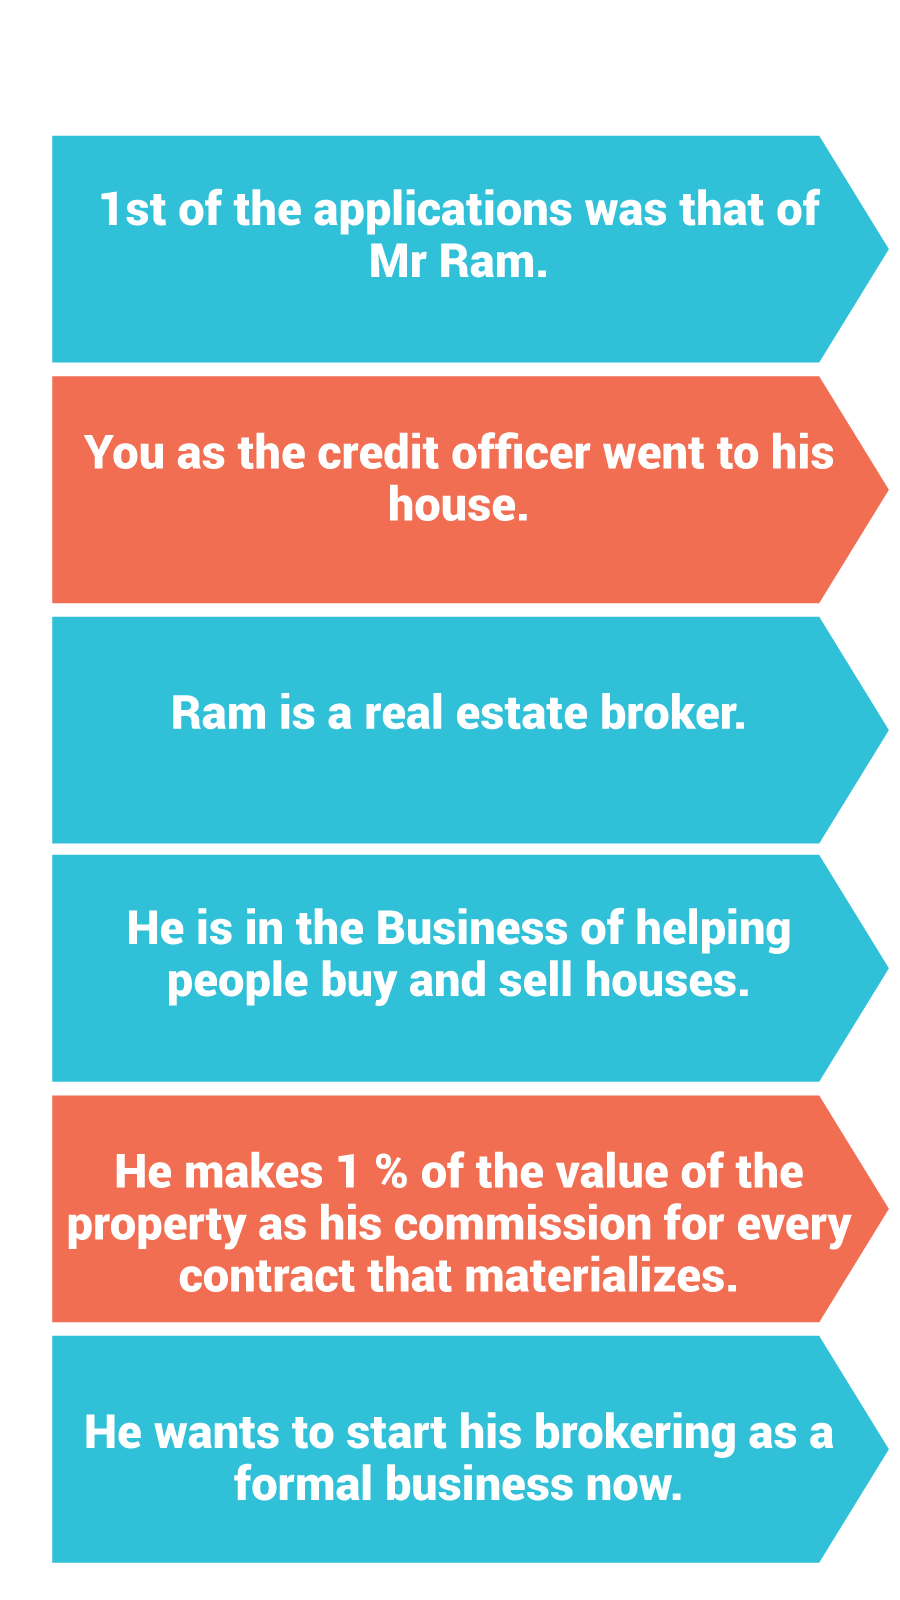 1st of the applications was that of
Mr Ram.
You as the credit officer went to his
house.
Ram is a real estate broker.
He is in the Business of helping
people buy and sell houses.
He makes 1 % of the value of the
property as his commission for every
contract that materializes.
He wants to start his brokering as a
formal business now.